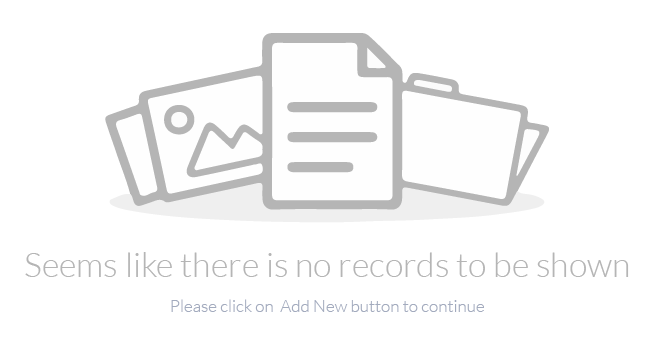 Seems like there is no records to be shown
Please click on  Add New button to continue